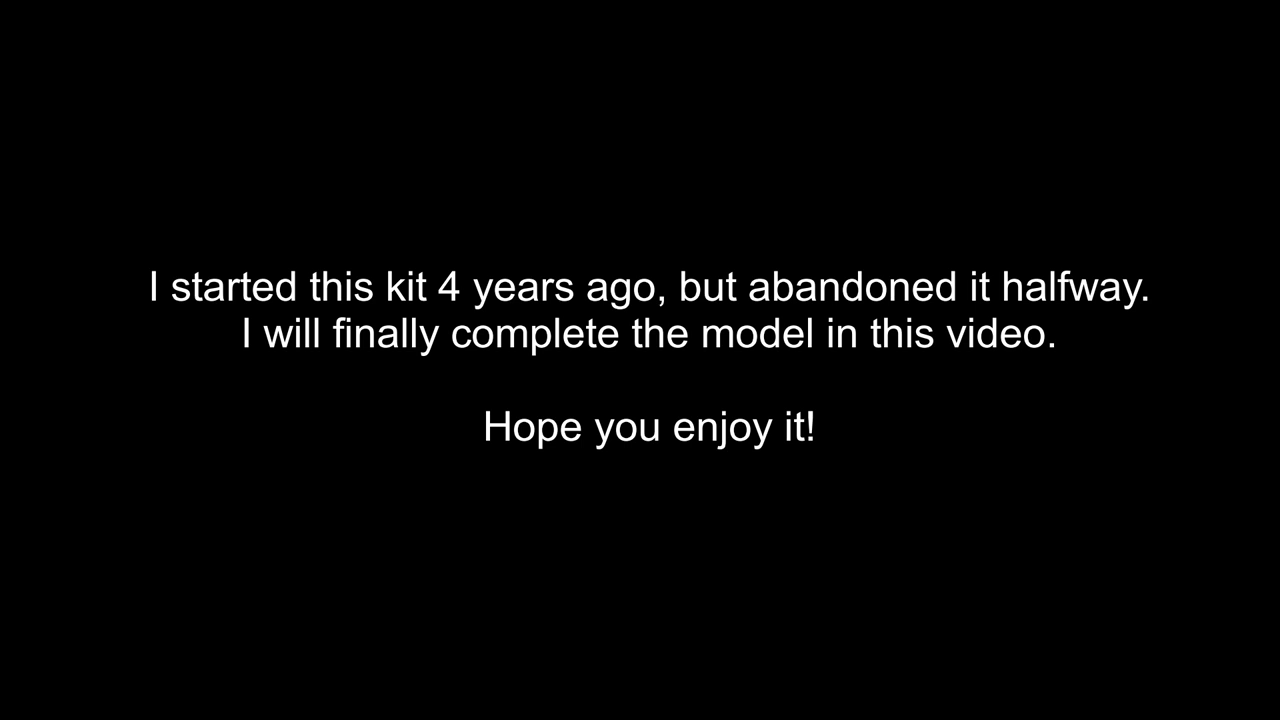 I started this kit 4 years ago, but abandoned it halfway.
I will finally complete the model in this video.
Hope you enjoy it!